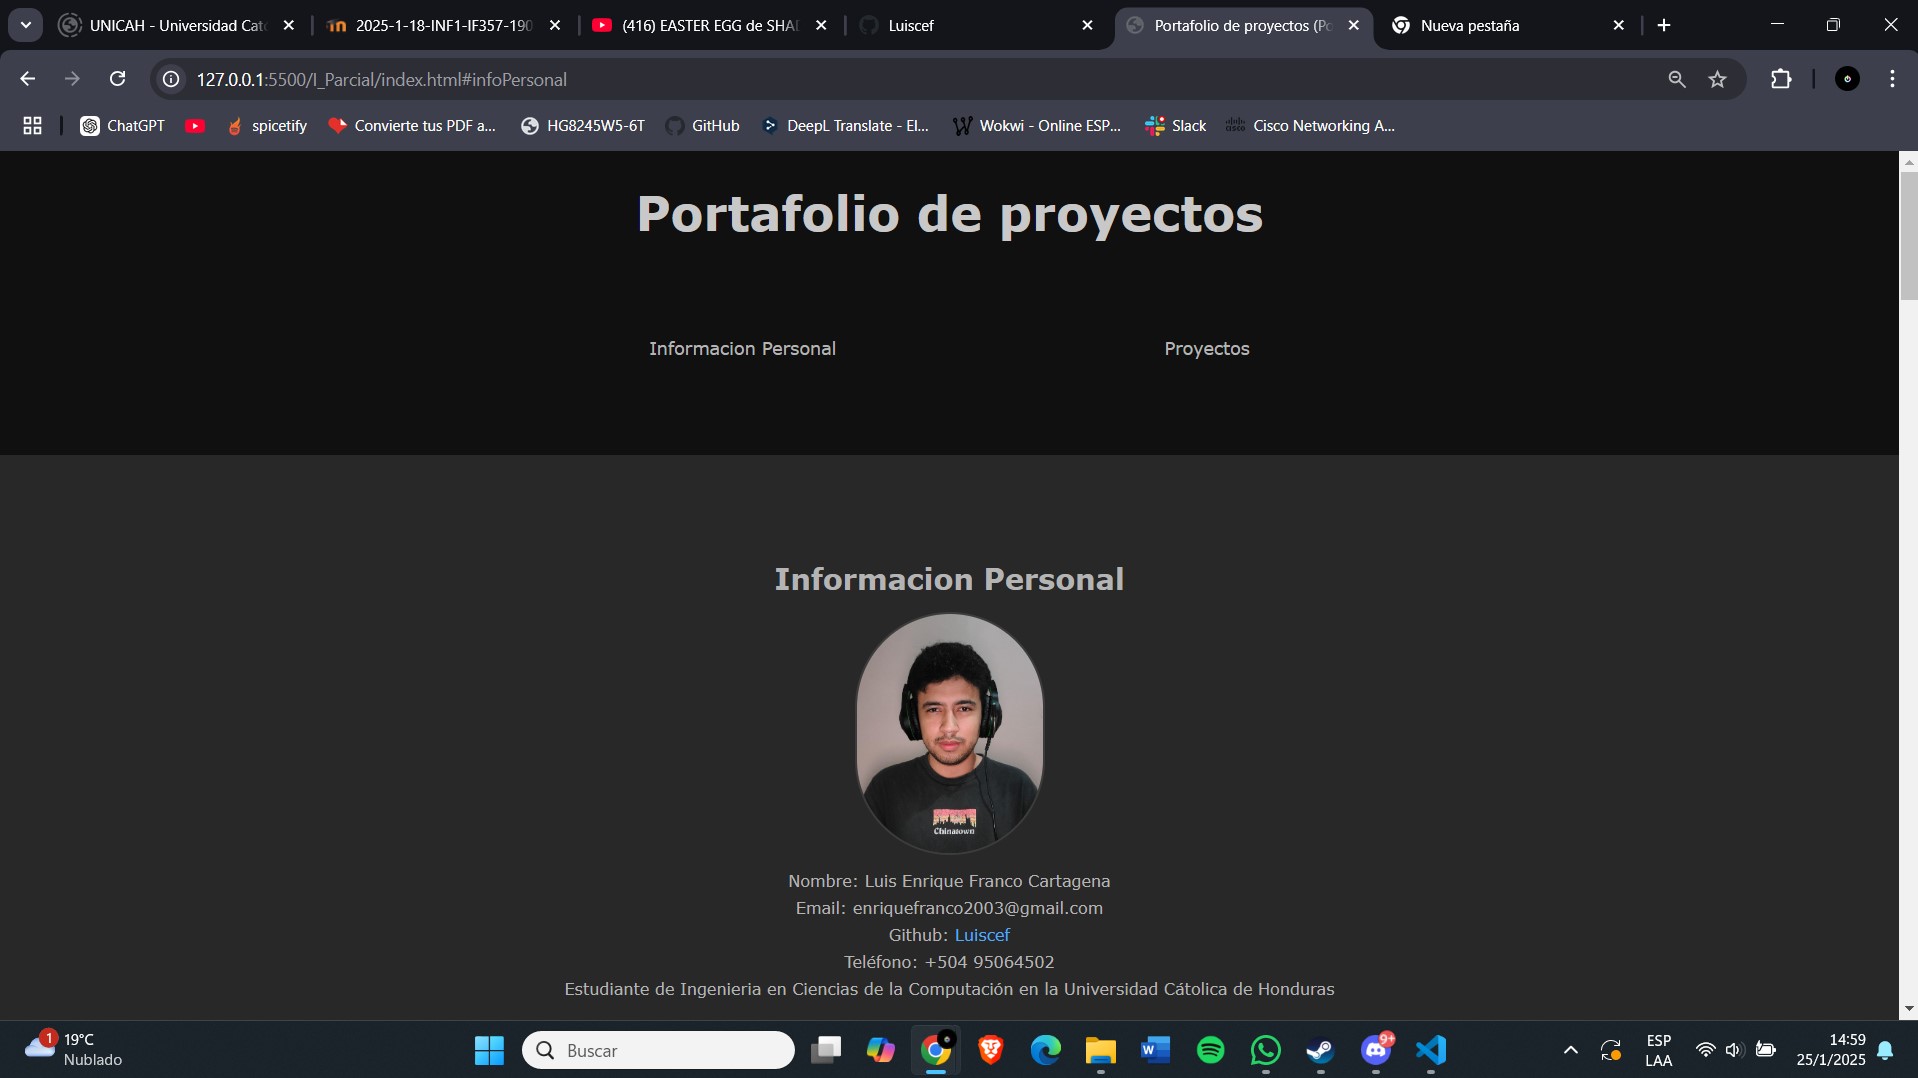 UNICAH - Universidad Cató
2025-1-18-INF1-IF357-190
(416) EASTER EGG de SHA
Luiscef
Portafolio de proyectos (Po
Nueva pestaña
127.0.0.1:5500/I_Parcial/index.html#infoPersonal
ChatGPT
spicetify
Convierte tus PDF a...
HG8245W5-6T
GitHub
DeepL Translate - El...
Wokwi - Online ESP...
Slack
Cisco Networking A...
Portafolio de proyectos
Informacion Personal
Proyectos
Informacion Personal
Chinatown
Nombre: Luis Enrique Franco Cartagena
Email: enriquefranco2003@gmail.com
Github: Luiscef
Teléfono: +504 95064502
Estudiante de Ingenieria en Ciencias de la Computación en la Universidad Cátolica de Honduras
1
19°C
Nublado
Buscar
9+
ESP
LAA
14:59
25/1/2025